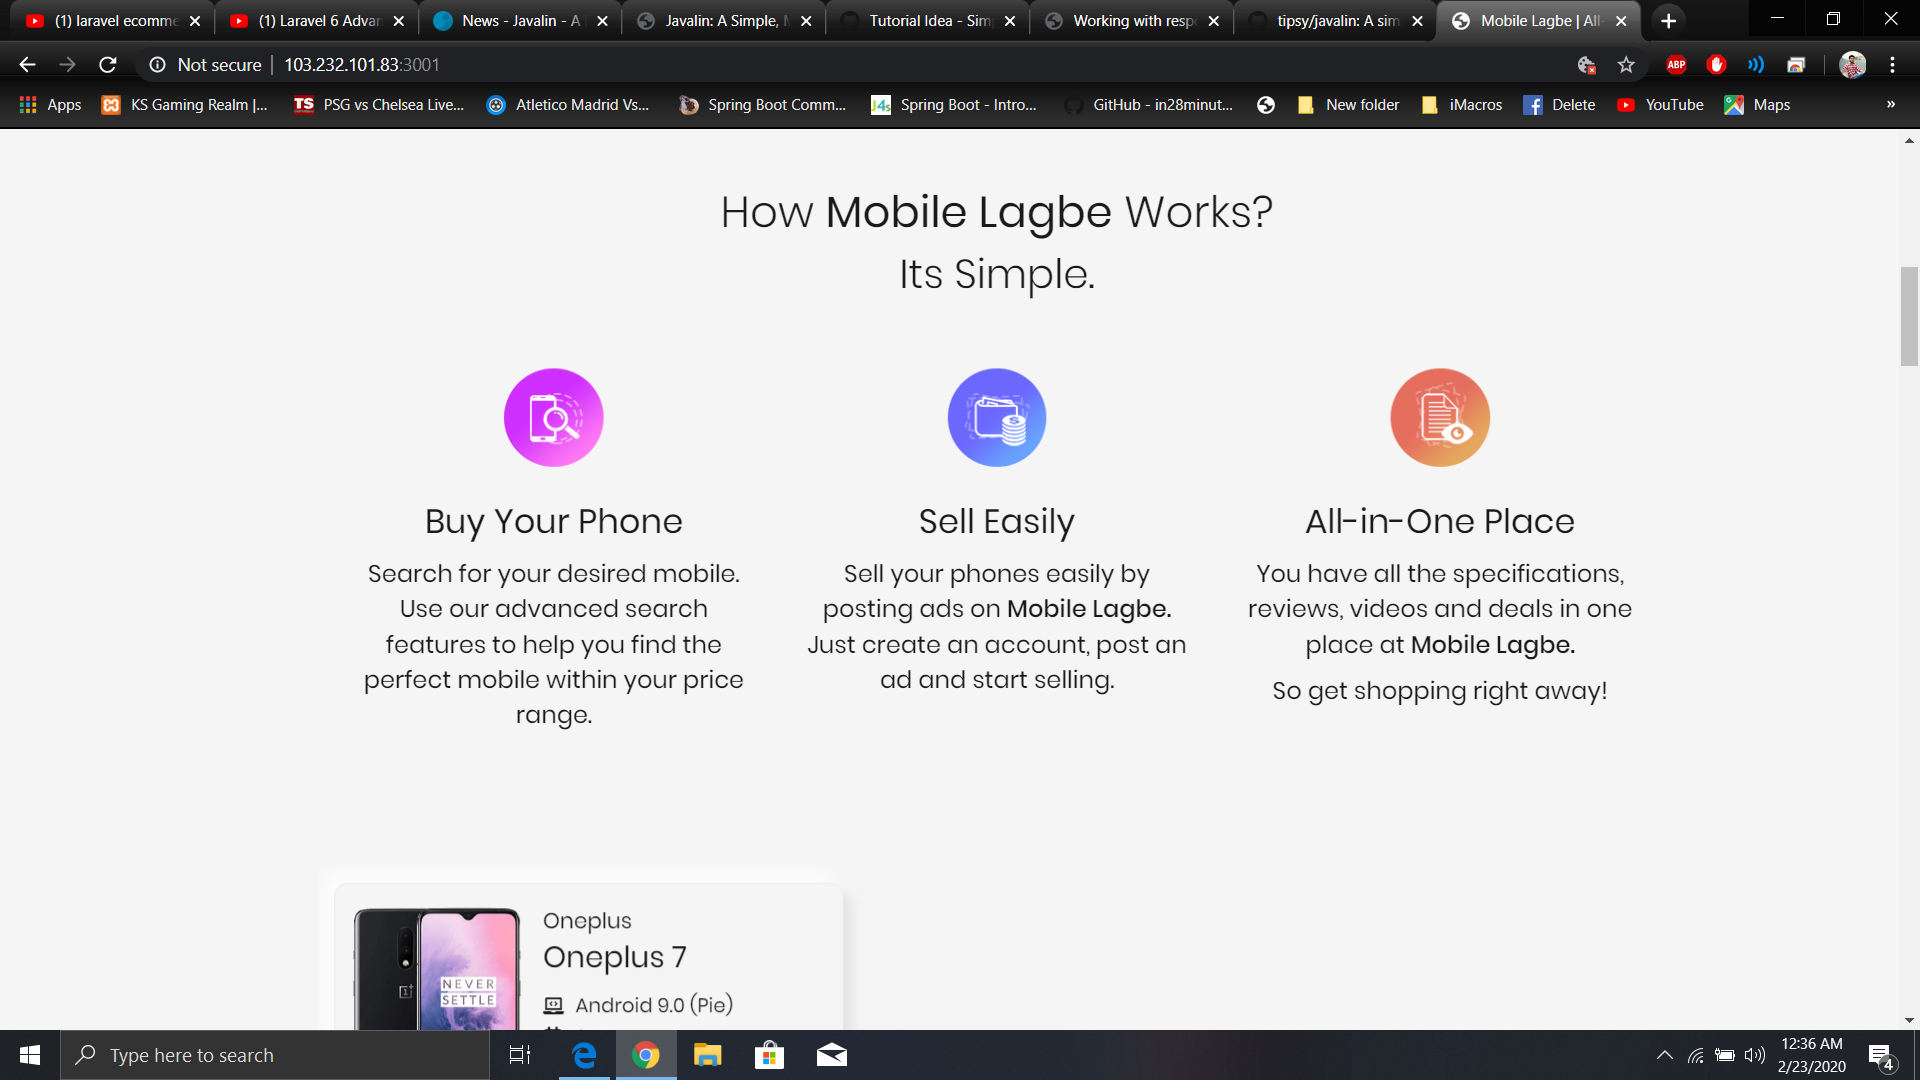 (1) laravel ecomme
(1) Laravel 6 Advan
News - Javalin - A
Javalin: A Simple,
Tutorial Idea - Sim
Working with resp
tipsy/javalin: A sim
Mobile Lagbe | All-
Not secure
103.232.101.83:3001
ABP
Apps
KS Gaming Realm |...
TS
PSG vs Chelsea Live...
Atletico Madrid Vs...
Spring Boot Comm...
J4s
Spring Boot - Intro...
GitHub - in28minut...
New folder
iMacros
Delete
YouTube
Maps
»
How Mobile Lagbe Works?
Its Simple.
Buy Your Phone
Search for your desired mobile.
Use our advanced search
features to help you find the
perfect mobile within your price
range.
Sell Easily
Sell your phones easily by
posting ads on Mobile Lagbe.
Just create an account, post an
ad and start selling.
All-in-One Place
You have all the specifications,
reviews, videos and deals in one
place at Mobile Lagbe.
So get shopping right away!
NEVER
SETTLE
Oneplus
Oneplus 7
Android 9.0 (Pie)
Type here to search
12:36 AM
2/23/2020
4